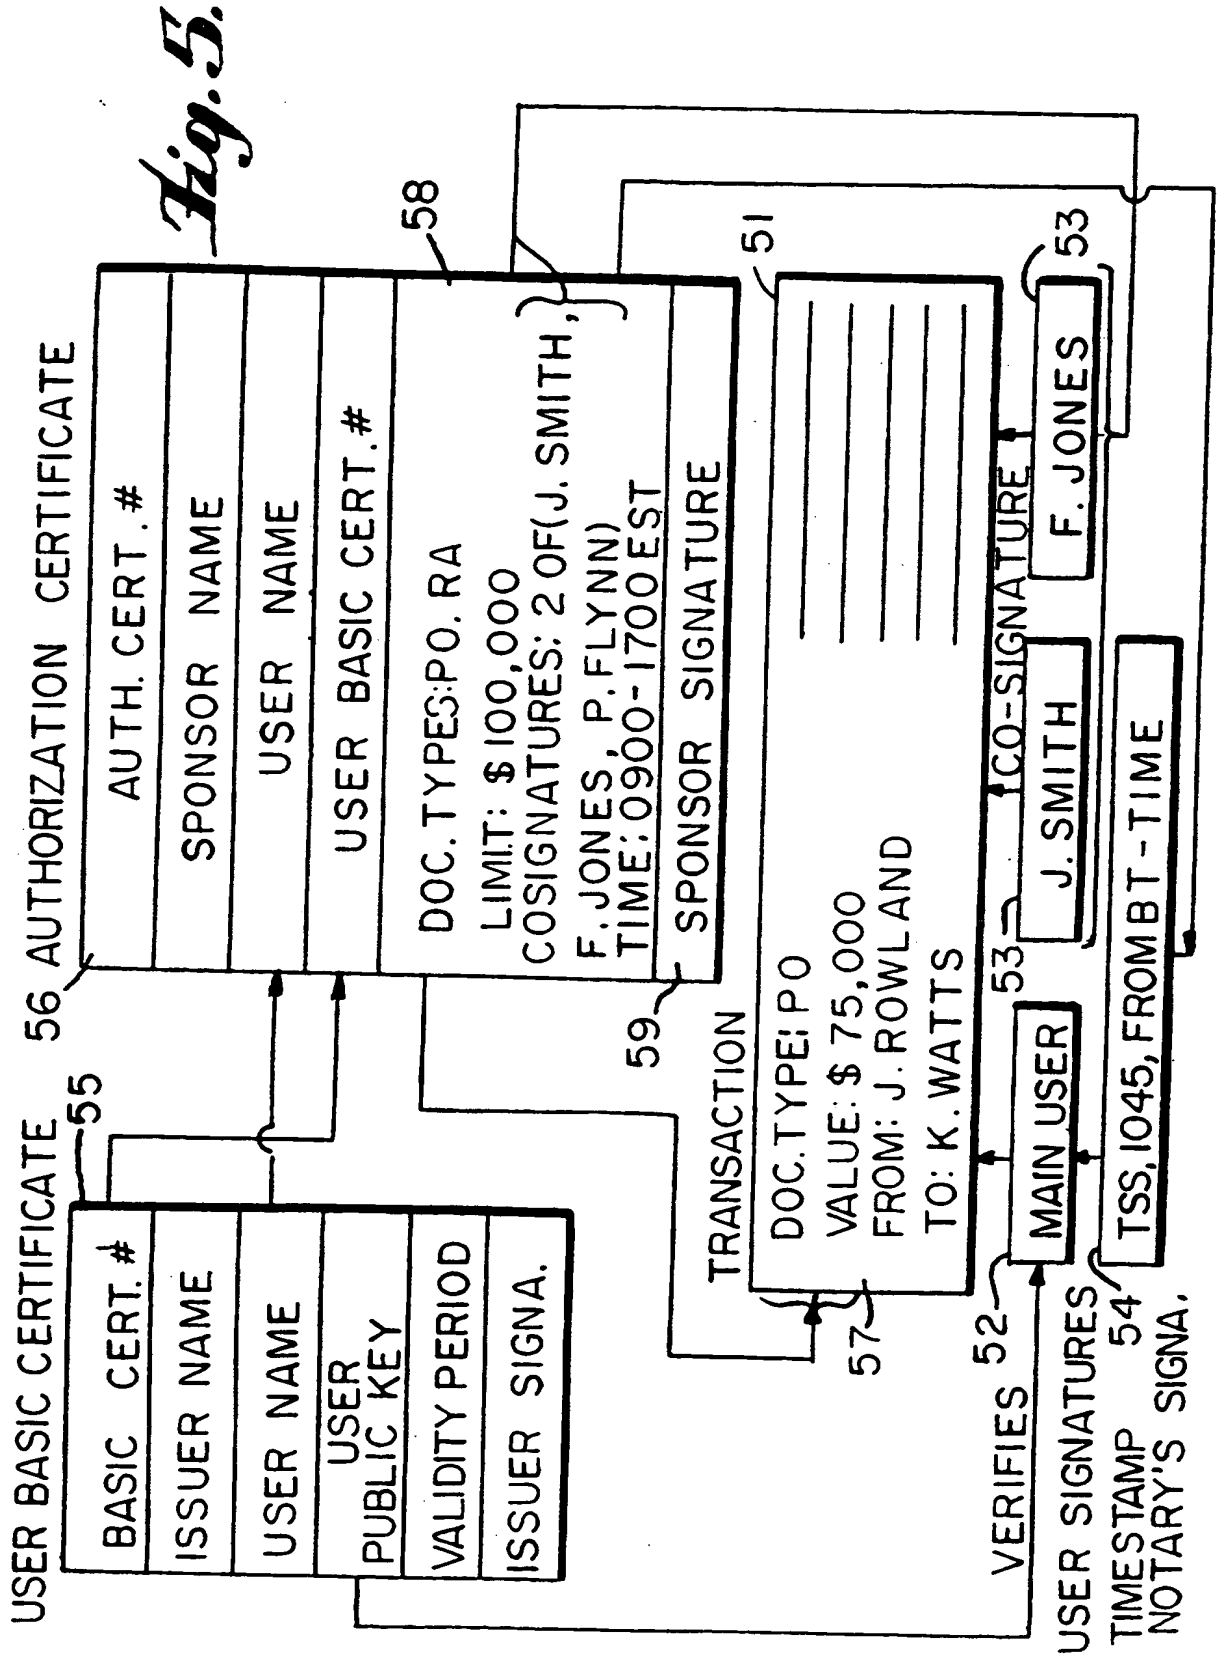 Fig. 5.
USER BASIC CERTIFICATE
55
BASIC CERT. #
ISSUER NAME
USER NAME
USER
PUBLIC KEY
VALIDITY PERIOD
ISSUER SIGNA.
56 AUTHORIZATION CERTIFICATE
AUTH. CERT. #
SPONSOR NAME
USER NAME
USER BASIC CERT. #
58
DOC. TYPES:PO. RA
LIMIT: $100,000
COSIGNATURES: 2 OF(J. SMITH,
F. JONES, P. FLYNN)
TIME: 0900-1700 EST
59
SPONSOR SIGNATURE
TRANSACTION
51
DOC. TYPE: PO
VALUE: $75,000
FROM: J. ROWLAND
TO: K. WATTS
57
CO-SIGNATURE
VERIFIES
52
MAIN USER
53
J. SMITH
F. JONES
53
USER SIGNATURES
54
TSS, 1045, FROM BT-TIME
TIMESTAMP
NOTARY'S SIGNA.